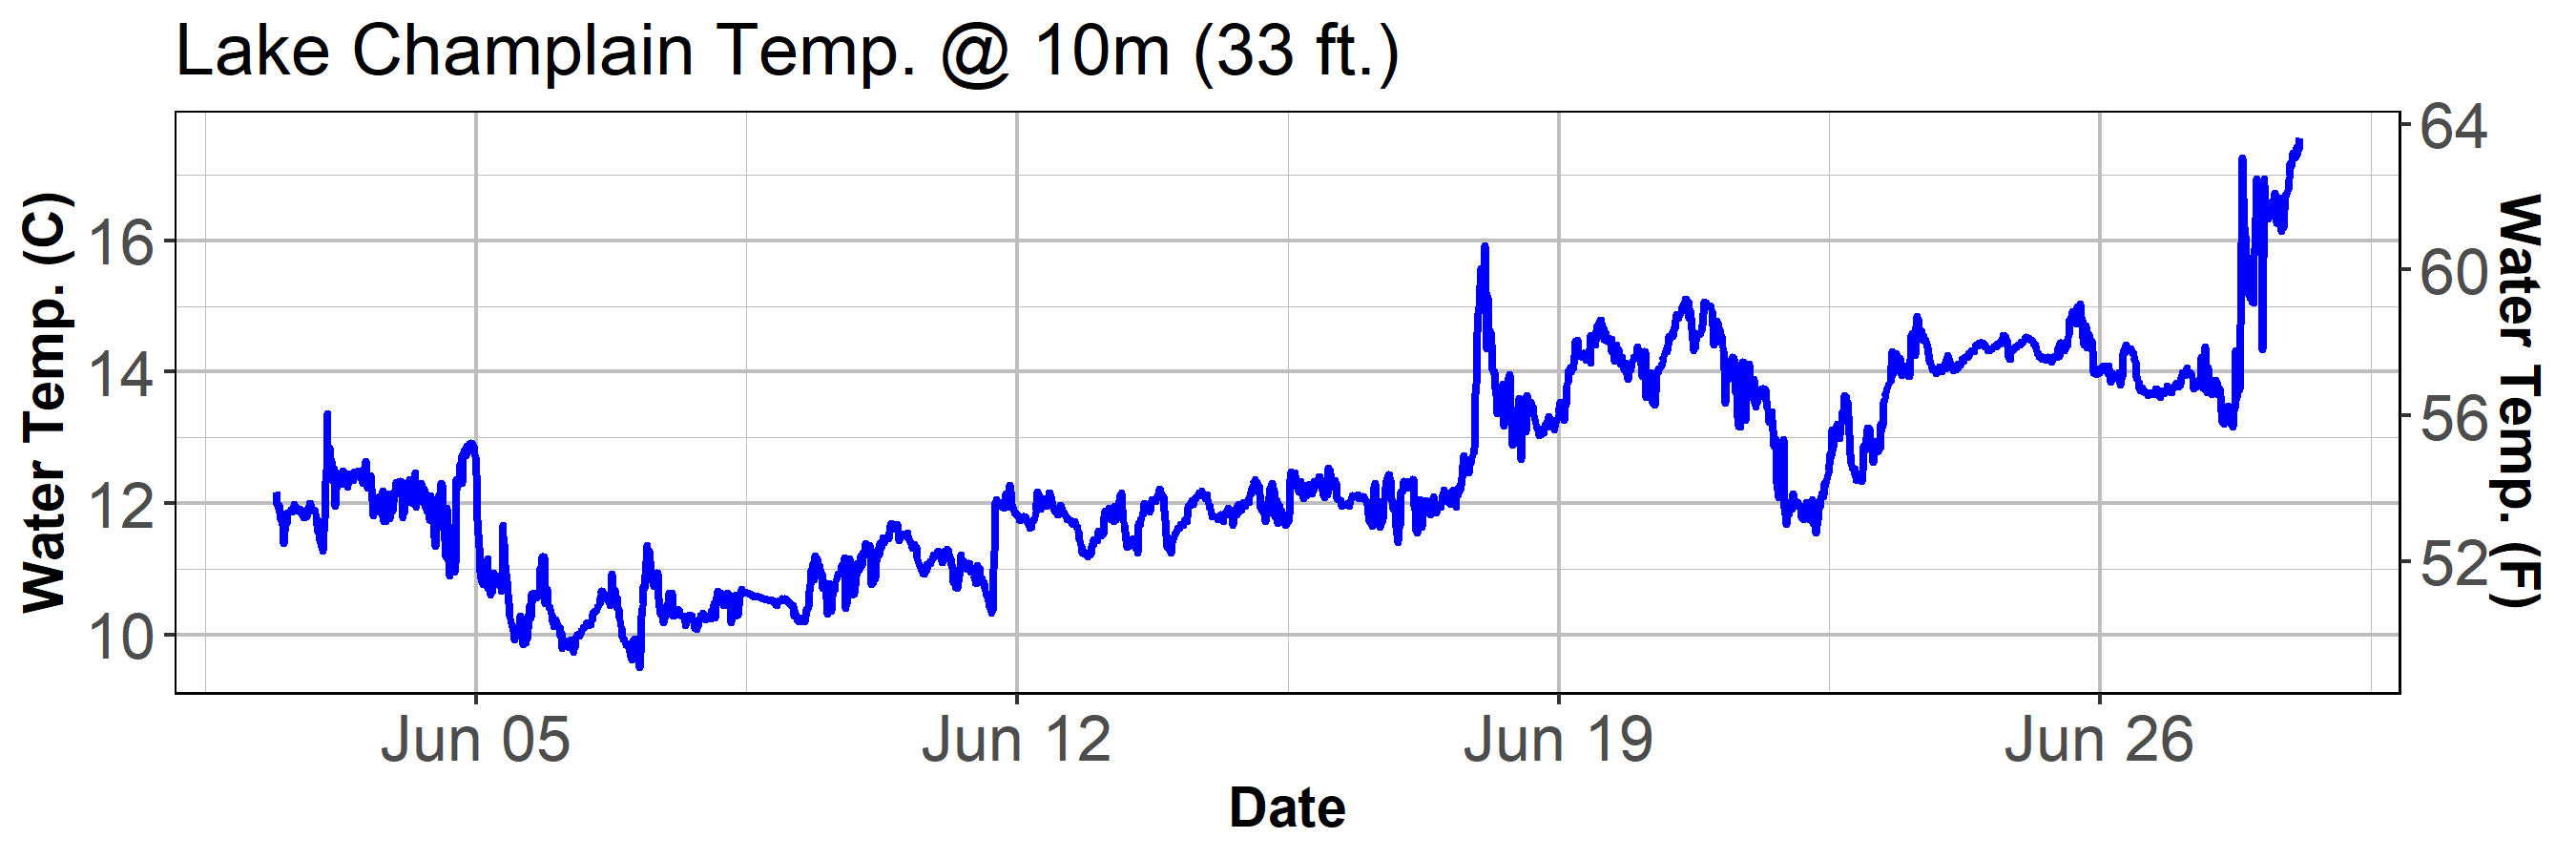 Lake Champlain Temp. @ 10m (33 ft.)
Water Temp. (C)
16
14
12
10
64
60
56
52
Water Temp. (F)
Jun 05
Jun 12
Jun 19
Jun 26
Date